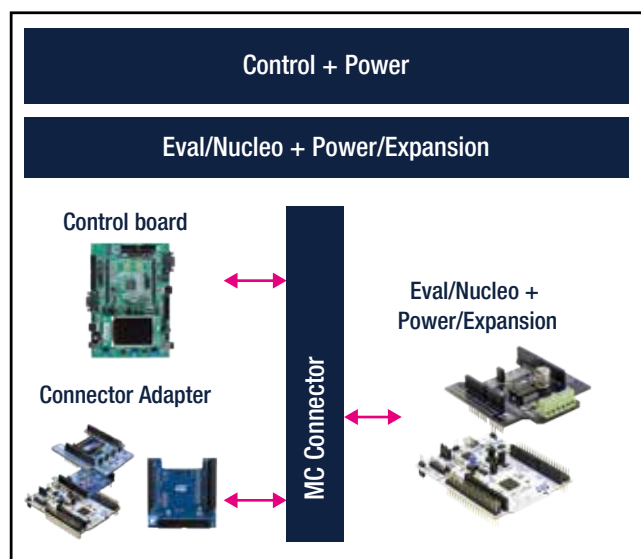 Control + Power
Eval/Nucleo + Power/Expansion
Control board
Eval/Nucleo +
Power/Expansion
MC Connector
Connector Adapter